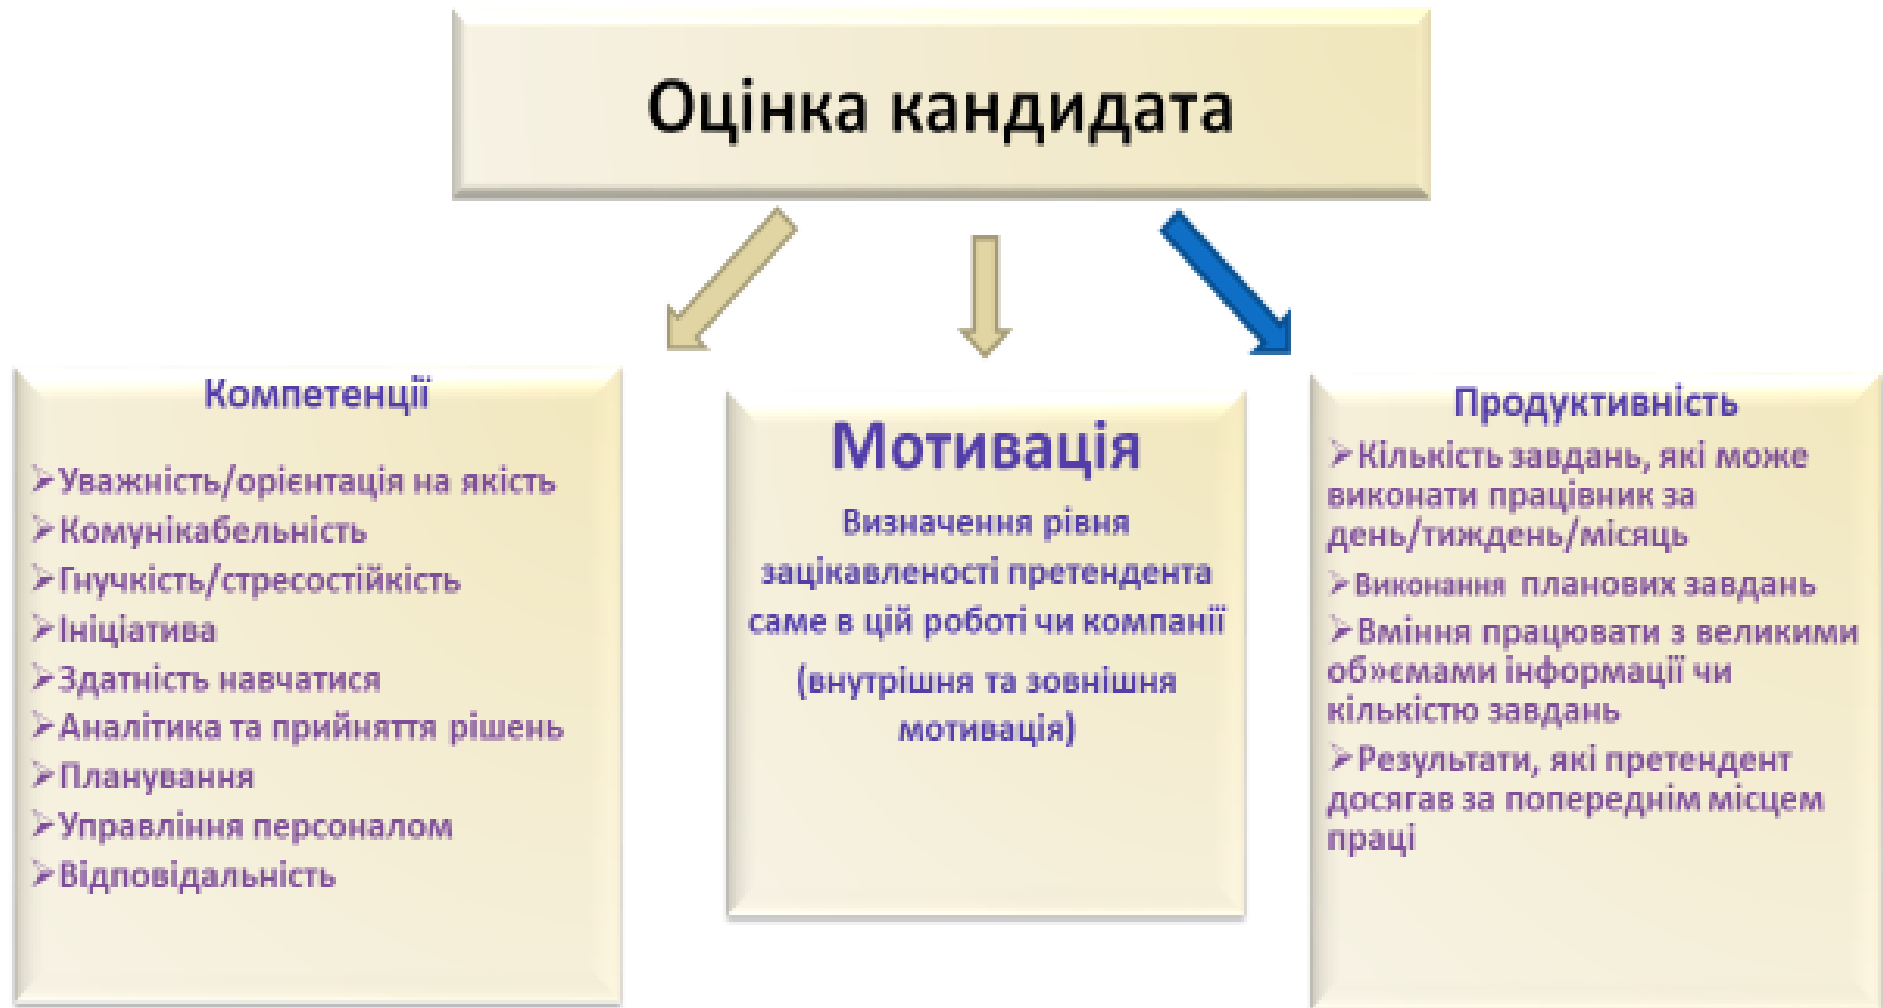 Оцінка кандидата
Компетенції
➢Уважність/орієнтація на якість
➢Комунікабельність
➢Гнучкість/стресостійкість
➢Ініціатива
➢Здатність навчатися
➢Аналітика та прийняття рішень
➢Планування
➢Управління персоналом
➢Відповідальність
Мотивація
Визначення рівня
зацікавленості претендента
саме в цій роботі чи компанії
(внутрішня та зовнішня
мотивація)
Продуктивність
➢Кількість завдань, які може
виконати працівник за
день/тиждень/місяць
➢Виконання планових завдань
➢Вміння працювати з великими
об»ємами інформації чи
кількістю завдань
➢Результати, які претендент
досягав за попереднім місцем
праці